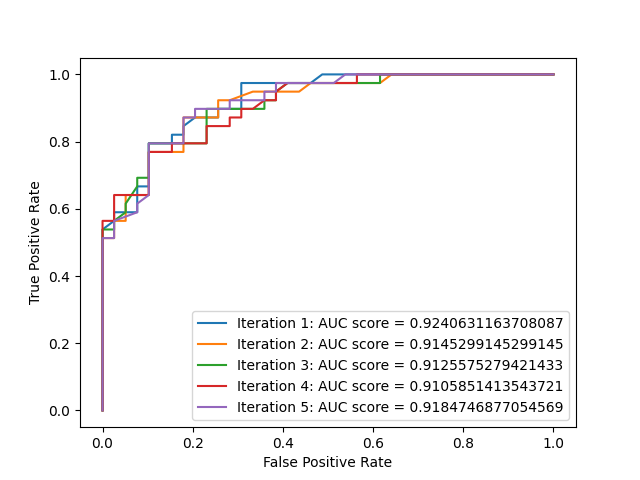 1.0
0.8
0.6
0.4
0.2
0.0
True Positive Rate
Iteration 1: AUC score = 0.9240631163708087
Iteration 2: AUC score = 0.9145299145299145
Iteration 3: AUC score = 0.9125575279421433
Iteration 4: AUC score = 0.9105851413543721
Iteration 5: AUC score = 0.9184746877054569
0.0 0.2 0.4 0.6 0.8 1.0
False Positive Rate